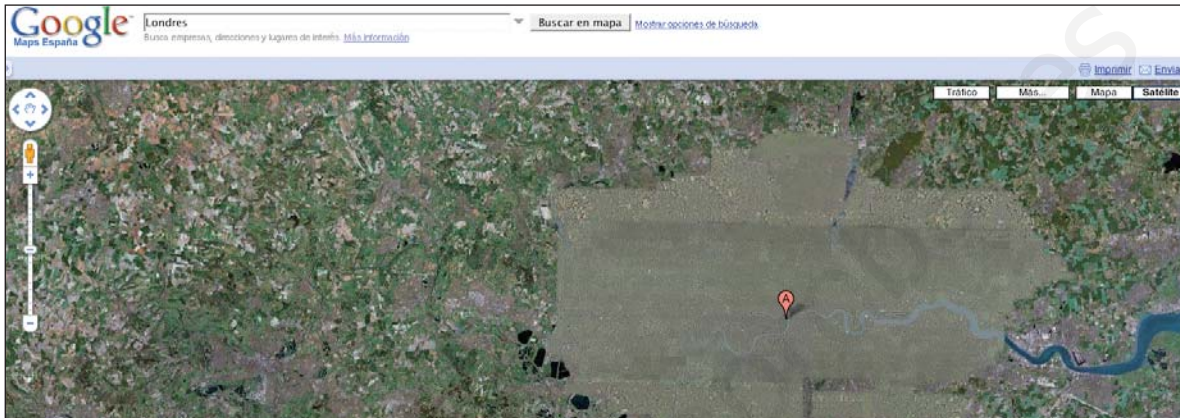 Google
Maps España
Londres
Buscar en mapa
Mostrar opciones de búsqueda
Busca empresas, direcciones y lugares de interés. Más información
Imprimir
Envia
Tráfico
Más...
Mapa
Satélite
A